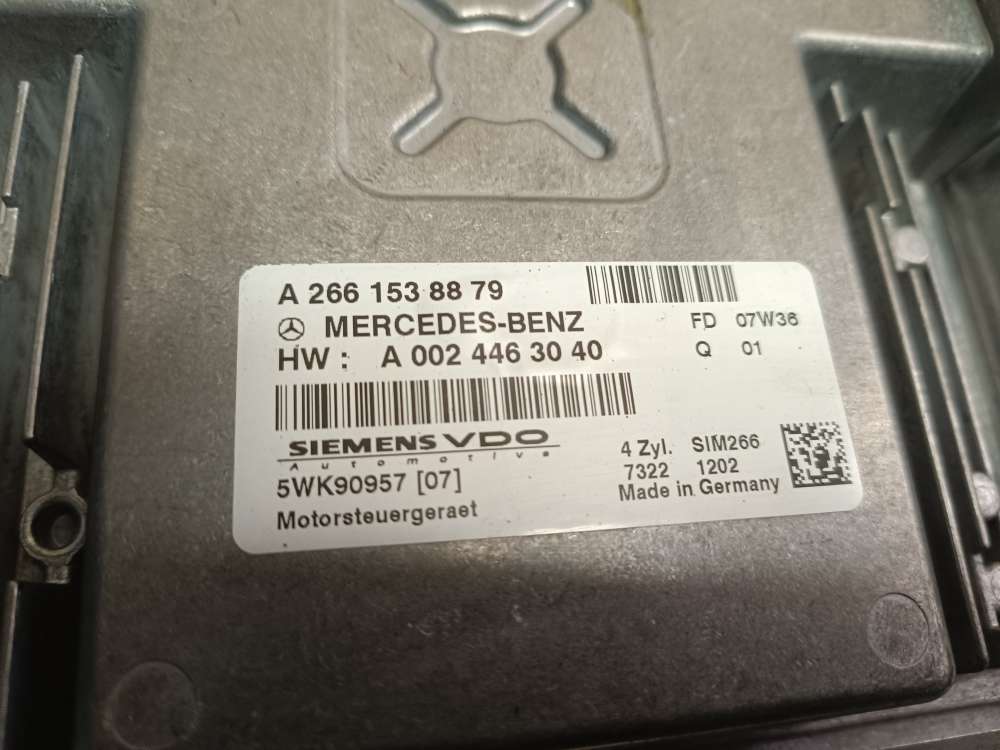 A 266 153 88 79
MERCEDES-BENZ FD 07W36
HW : A 002 446 30 40 Q 01
SIEMENS VDO
Automotive
4 Zyl. SIM266
5WK90957 [07] 7322 1202
Motorsteuergeraet Made in Germany